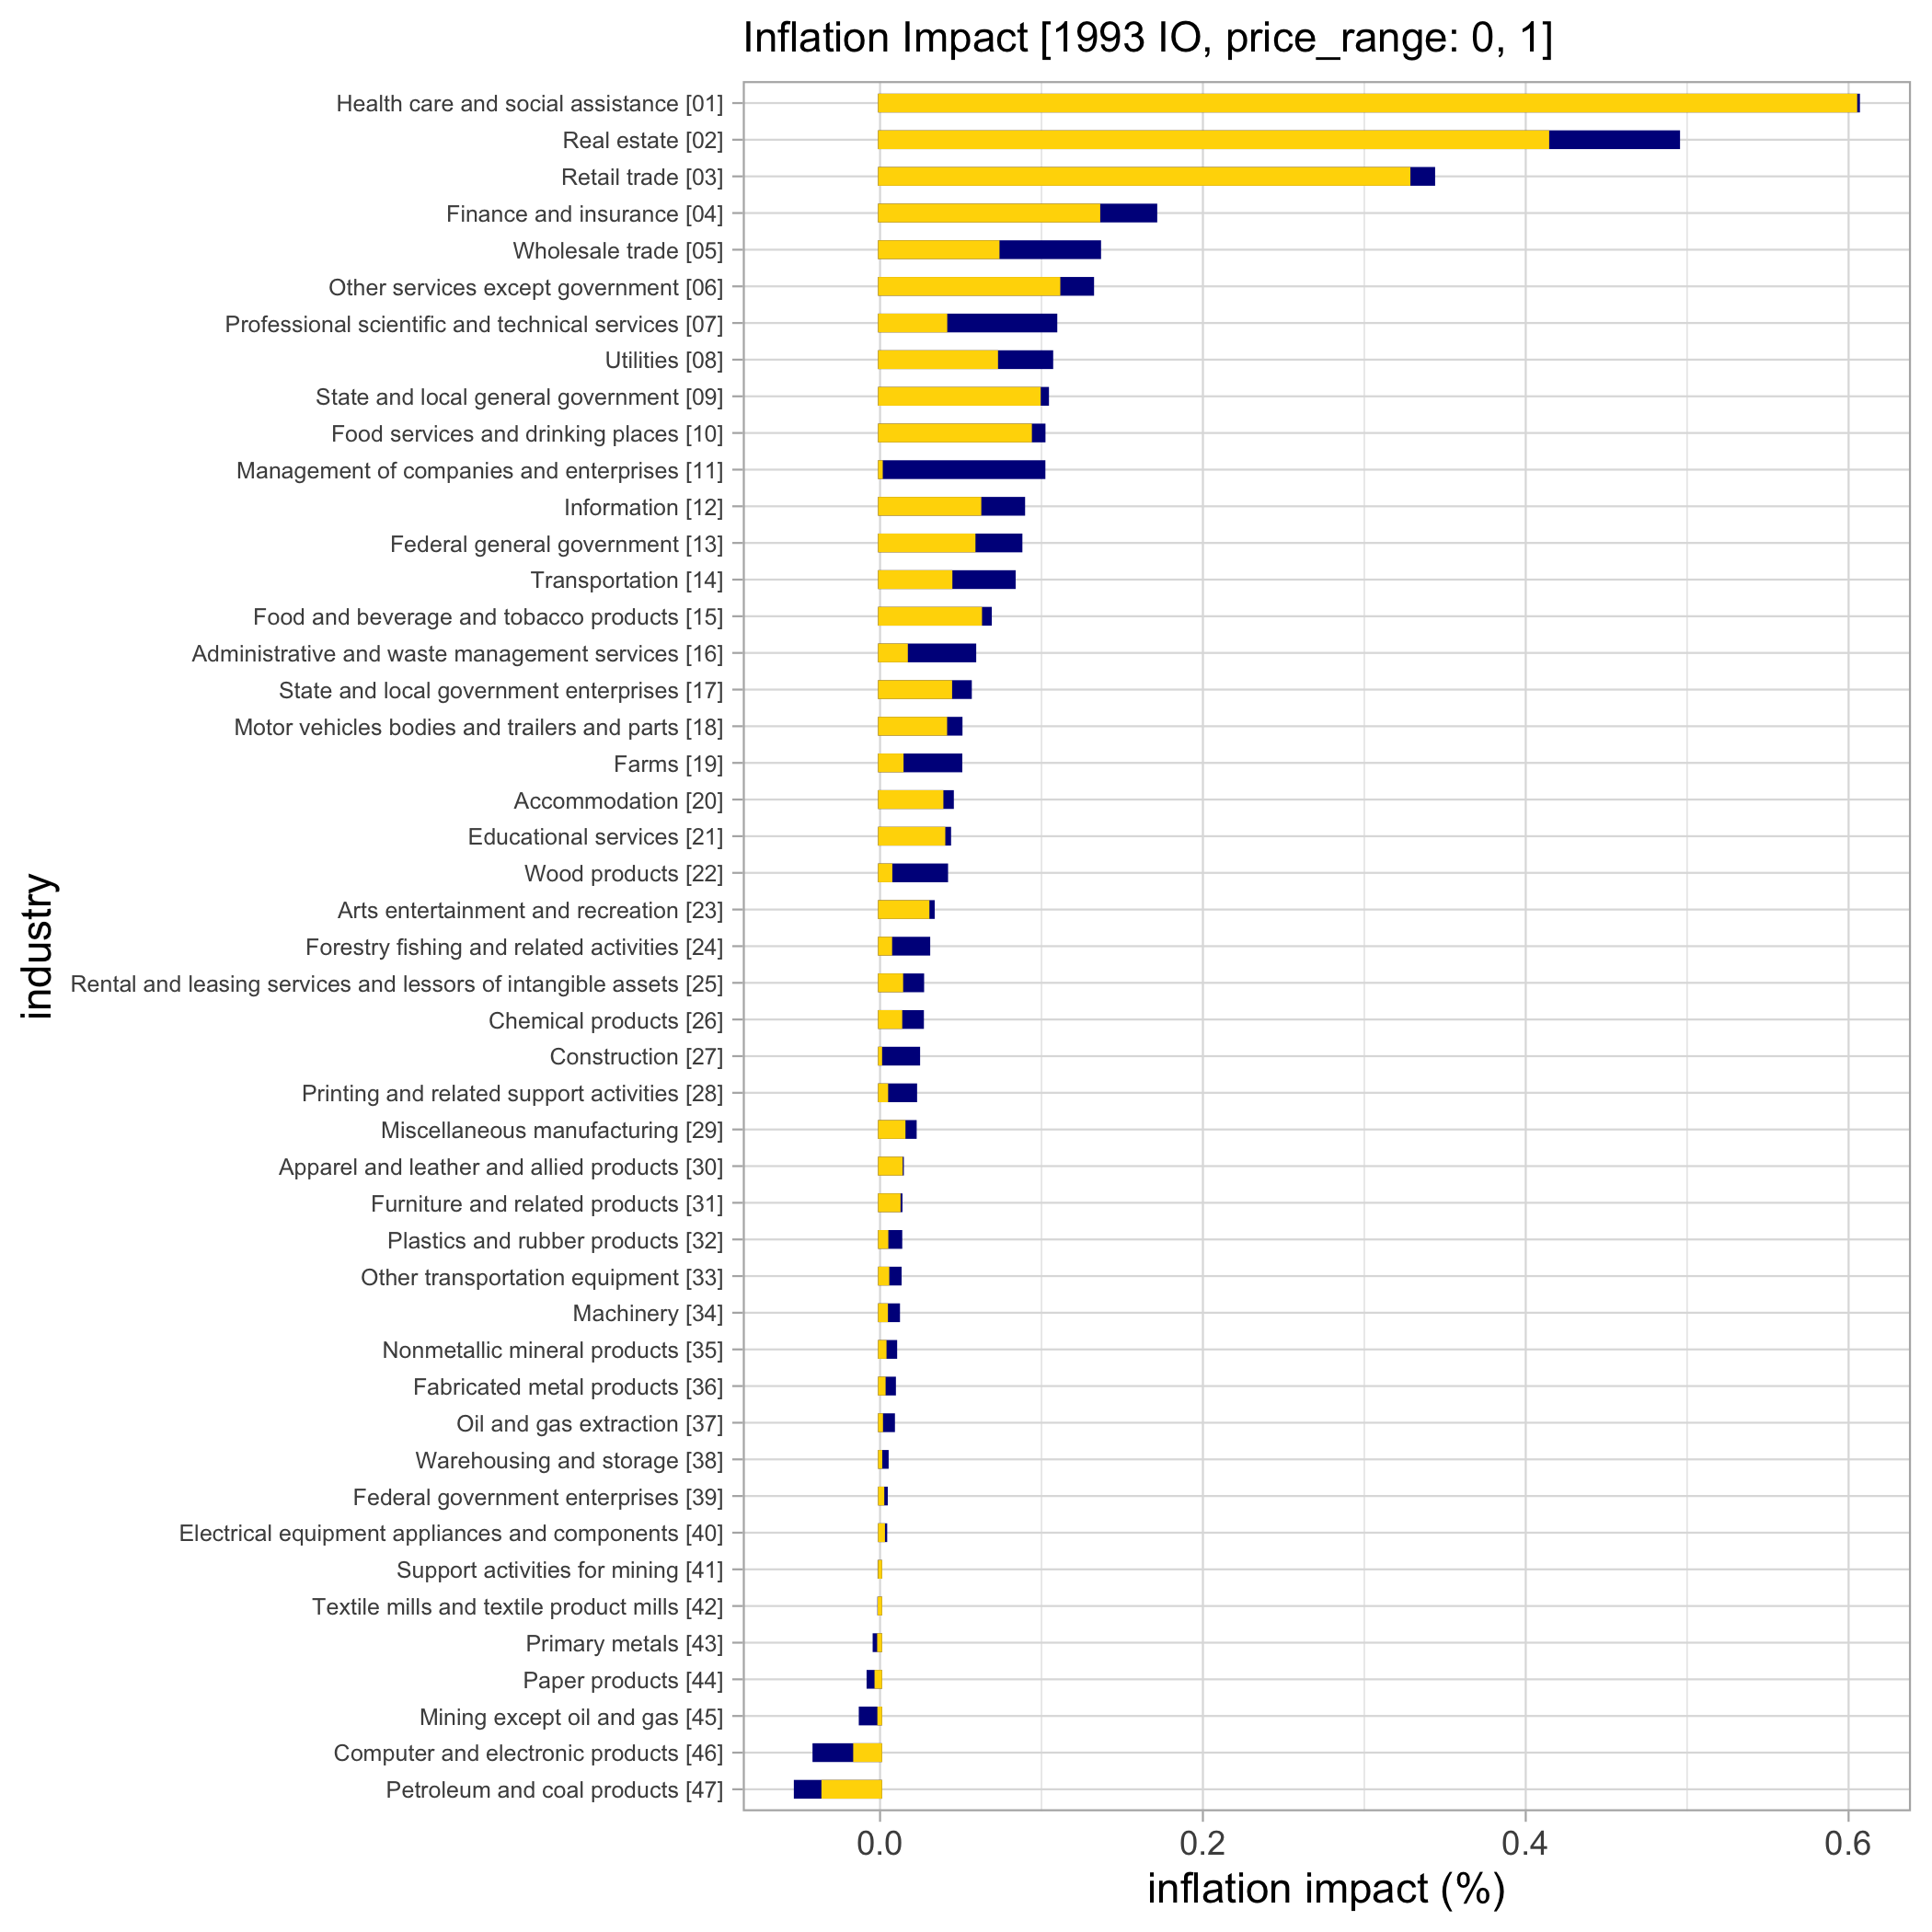 Inflation Impact [1993 IO, price_range: 0, 1]
industry
Health care and social assistance [01]
Real estate [02]
Retail trade [03]
Finance and insurance [04]
Wholesale trade [05]
Other services except government [06]
Professional scientific and technical services [07]
Utilities [08]
State and local general government [09]
Food services and drinking places [10]
Management of companies and enterprises [11]
Information [12]
Federal general government [13]
Transportation [14]
Food and beverage and tobacco products [15]
Administrative and waste management services [16]
State and local government enterprises [17]
Motor vehicles bodies and trailers and parts [18]
Farms [19]
Accommodation [20]
Educational services [21]
Wood products [22]
Arts entertainment and recreation [23]
Forestry fishing and related activities [24]
Rental and leasing services and lessors of intangible assets [25]
Chemical products [26]
Construction [27]
Printing and related support activities [28]
Miscellaneous manufacturing [29]
Apparel and leather and allied products [30]
Furniture and related products [31]
Plastics and rubber products [32]
Other transportation equipment [33]
Machinery [34]
Nonmetallic mineral products [35]
Fabricated metal products [36]
Oil and gas extraction [37]
Warehousing and storage [38]
Federal government enterprises [39]
Electrical equipment appliances and components [40]
Support activities for mining [41]
Textile mills and textile product mills [42]
Primary metals [43]
Paper products [44]
Mining except oil and gas [45]
Computer and electronic products [46]
Petroleum and coal products [47]
0.0 0.2 0.4 0.6
inflation impact (%)